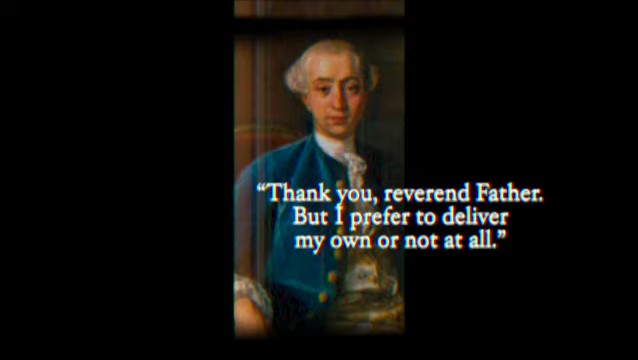 “Thank you, reverend Father.
But I prefer to deliver
my own or not at all.”